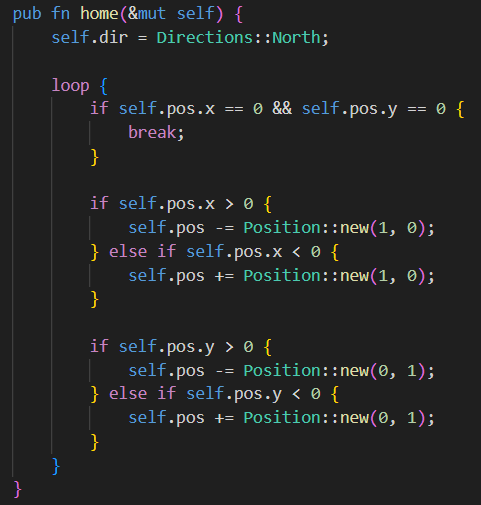 pub fn home(&mut self) {
    self.dir = Directions::North;

    loop {
        if self.pos.x == 0 && self.pos.y == 0 {
            break;
        }

        if self.pos.x > 0 {
            self.pos -= Position::new(1, 0);
        } else if self.pos.x < 0 {
            self.pos += Position::new(1, 0);
        }

        if self.pos.y > 0 {
            self.pos -= Position::new(0, 1);
        } else if self.pos.y < 0 {
            self.pos += Position::new(0, 1);
        }
    }
}